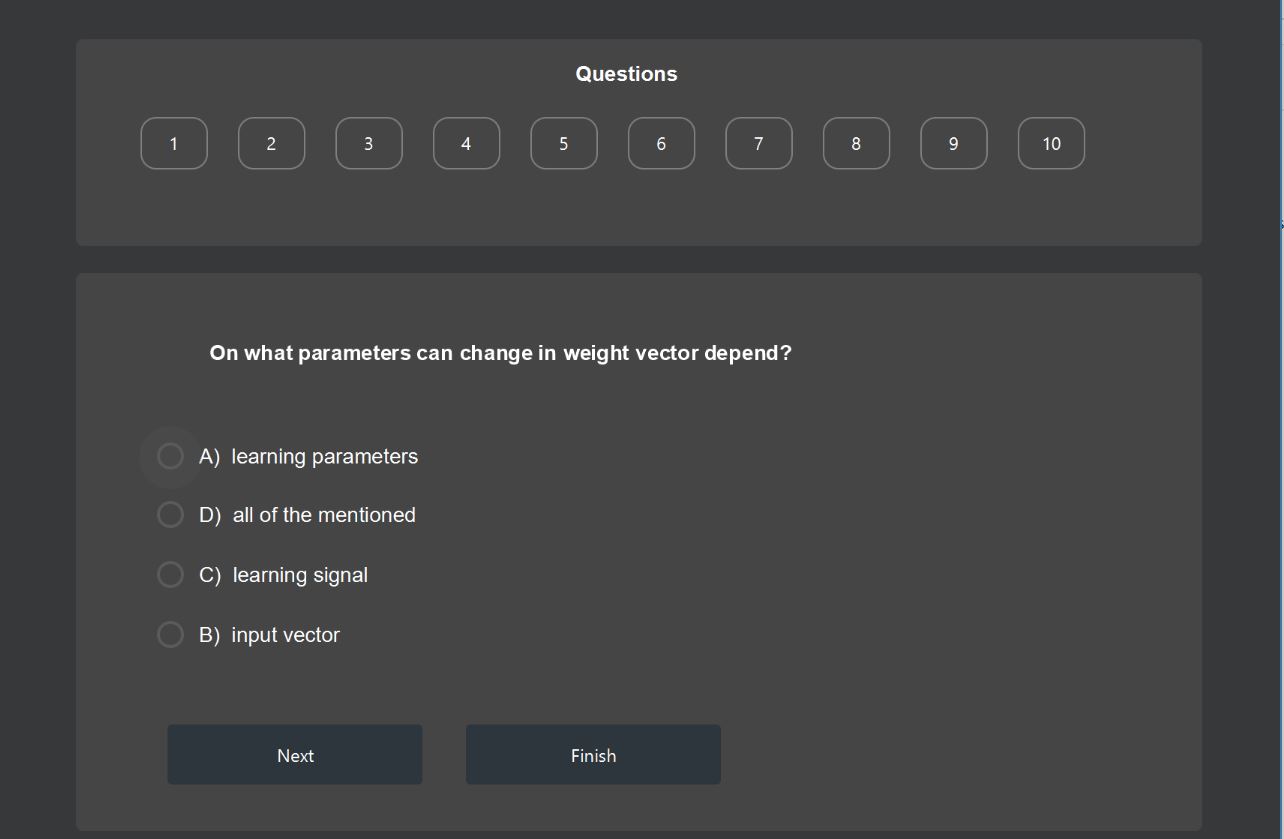 Questions
1 2 3 4 5 6 7 8 9 10
On what parameters can change in weight vector depend?
A) learning parameters
D) all of the mentioned
C) learning signal
B) input vector
Next Finish